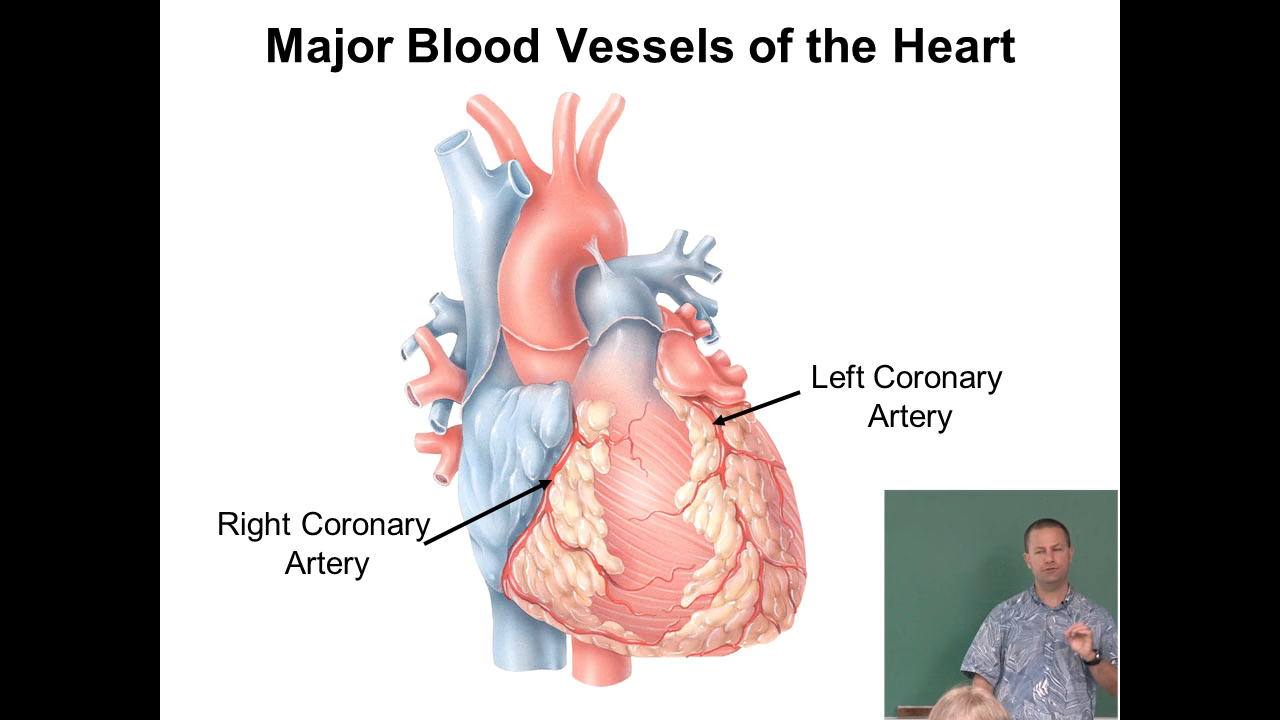 Major Blood Vessels of the Heart
Left Coronary
Artery
Right Coronary
Artery